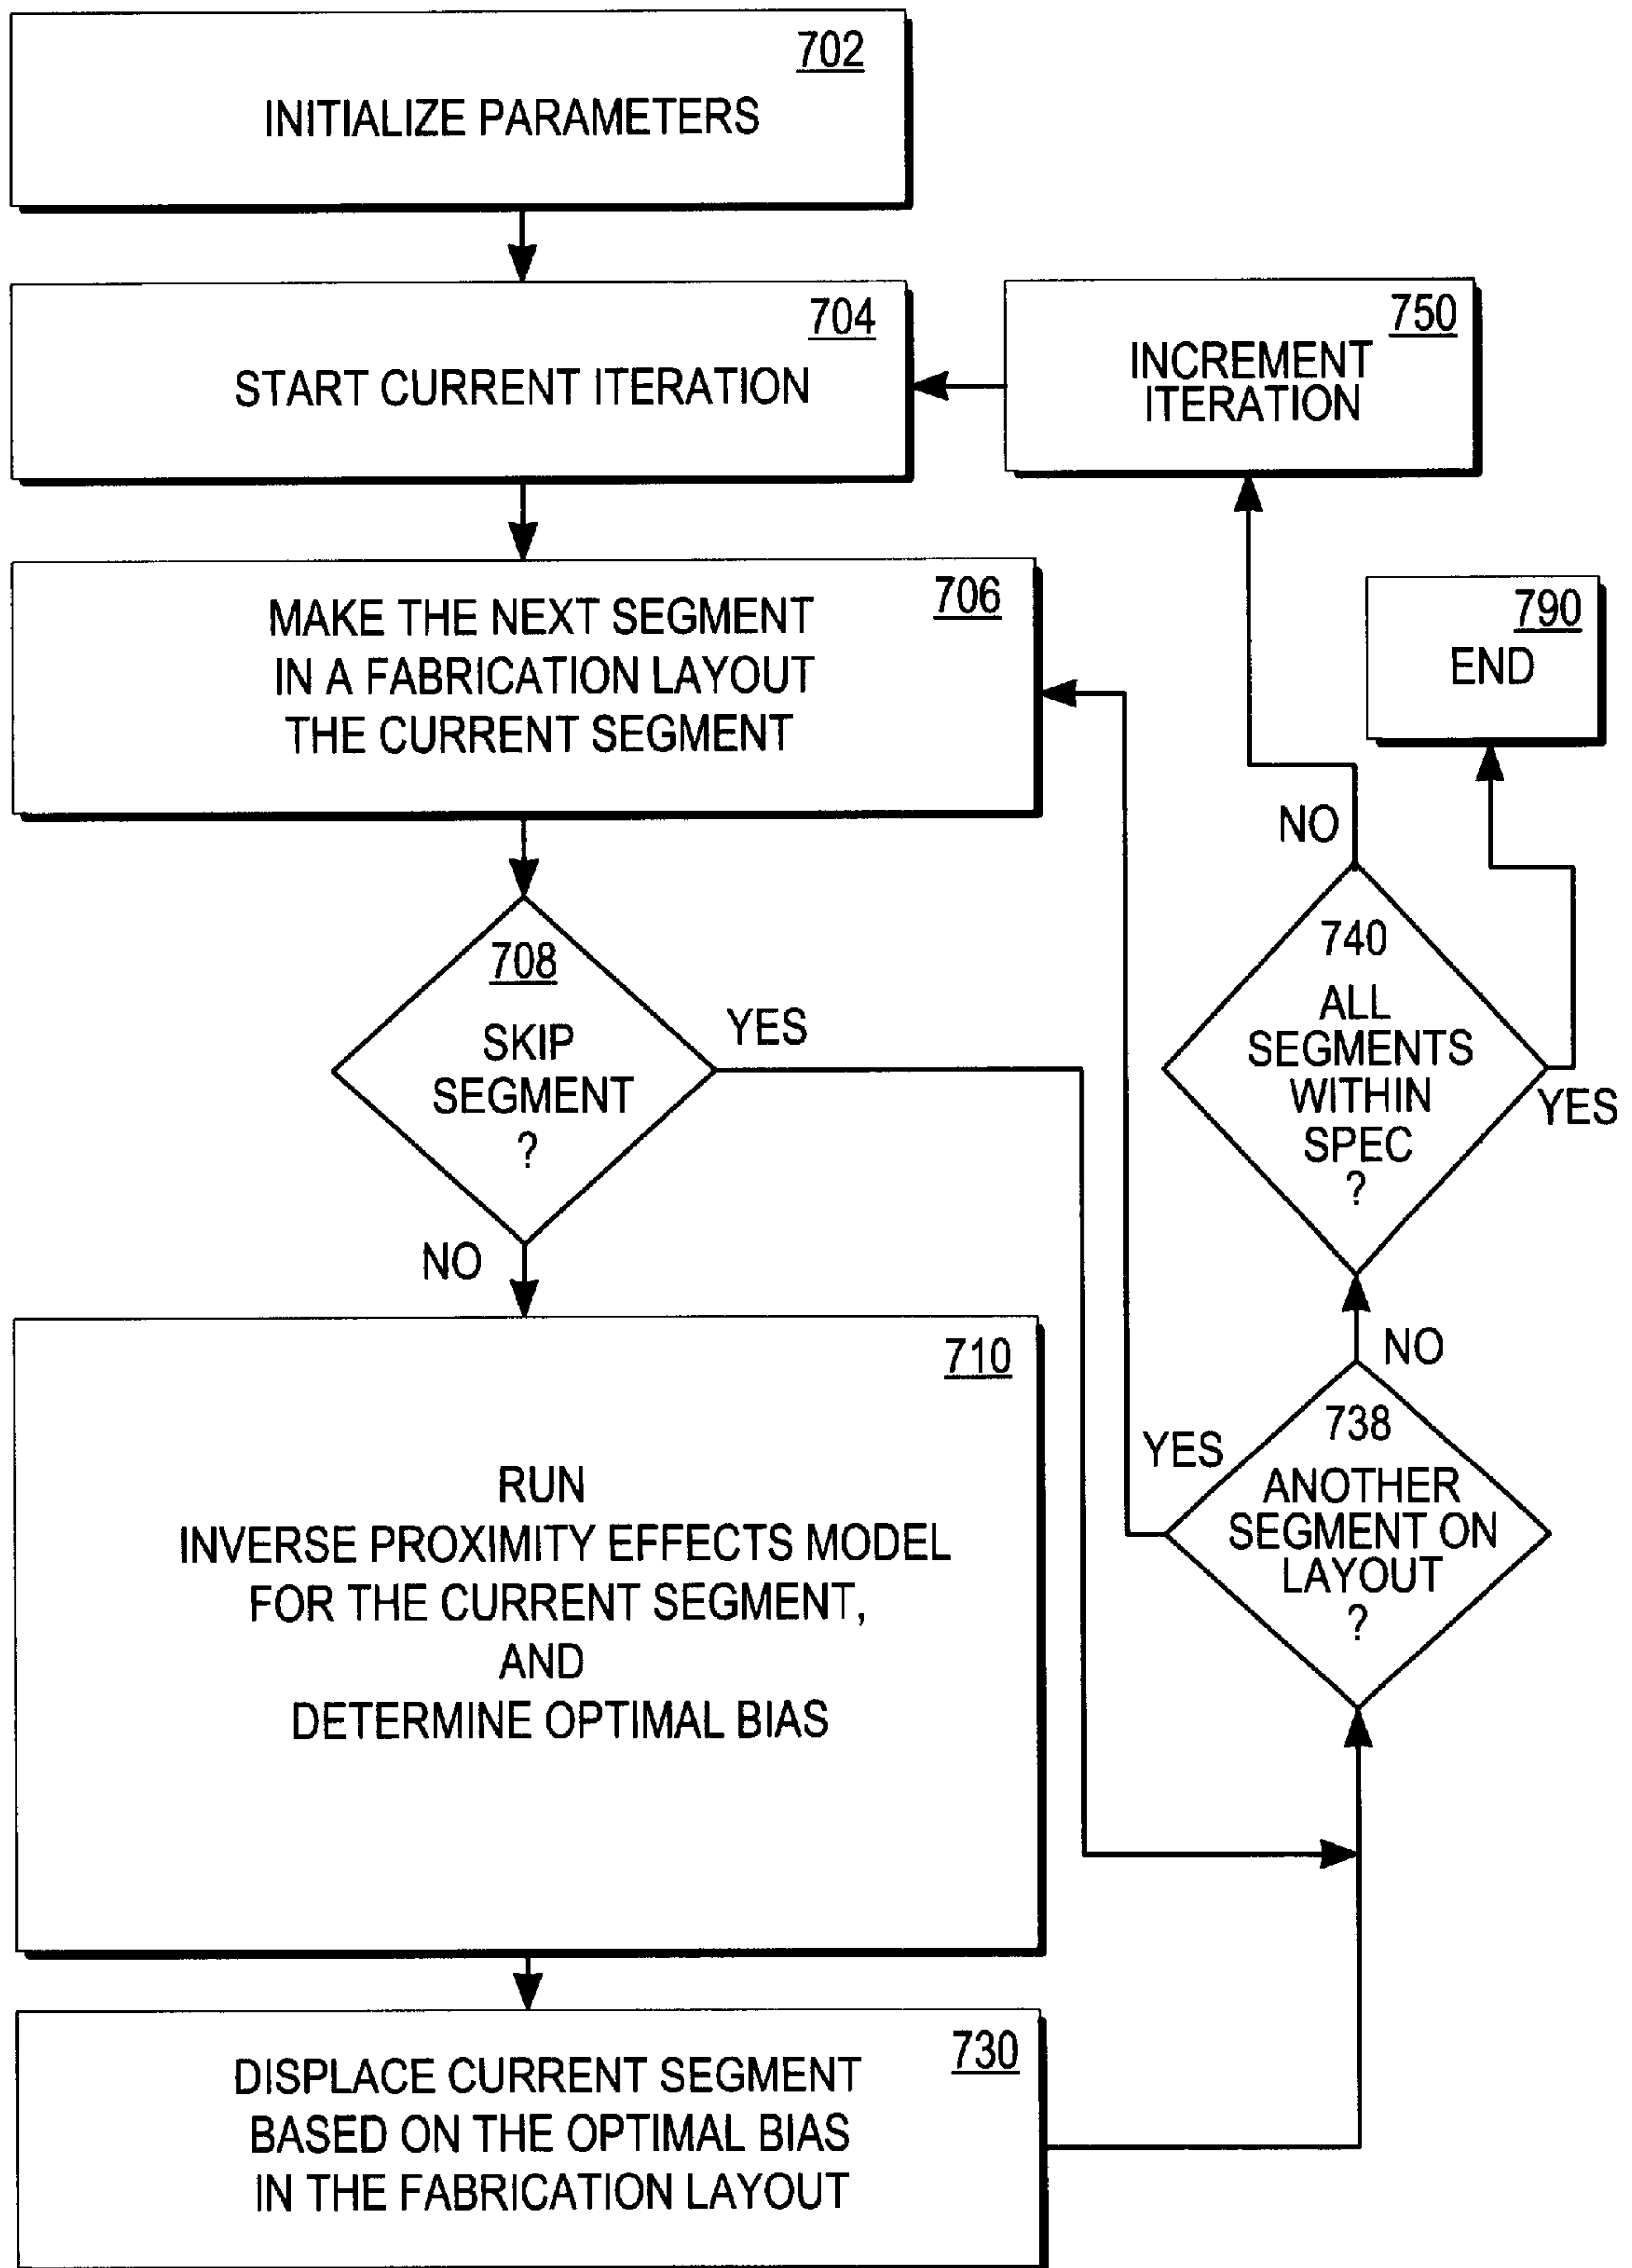 702
INITIALIZE PARAMETERS
704
START CURRENT ITERATION
750
INCREMENT
ITERATION
706
MAKE THE NEXT SEGMENT
IN A FABRICATION LAYOUT
THE CURRENT SEGMENT
790
END
NO
708
SKIP
SEGMENT
?
YES
NO
740
ALL
SEGMENTS
WITHIN
SPEC
?
YES
NO
710
RUN
INVERSE PROXIMITY EFFECTS MODEL
FOR THE CURRENT SEGMENT,
AND
DETERMINE OPTIMAL BIAS
YES
738
ANOTHER
SEGMENT ON
LAYOUT
?
730
DISPLACE CURRENT SEGMENT
BASED ON THE OPTIMAL BIAS
IN THE FABRICATION LAYOUT